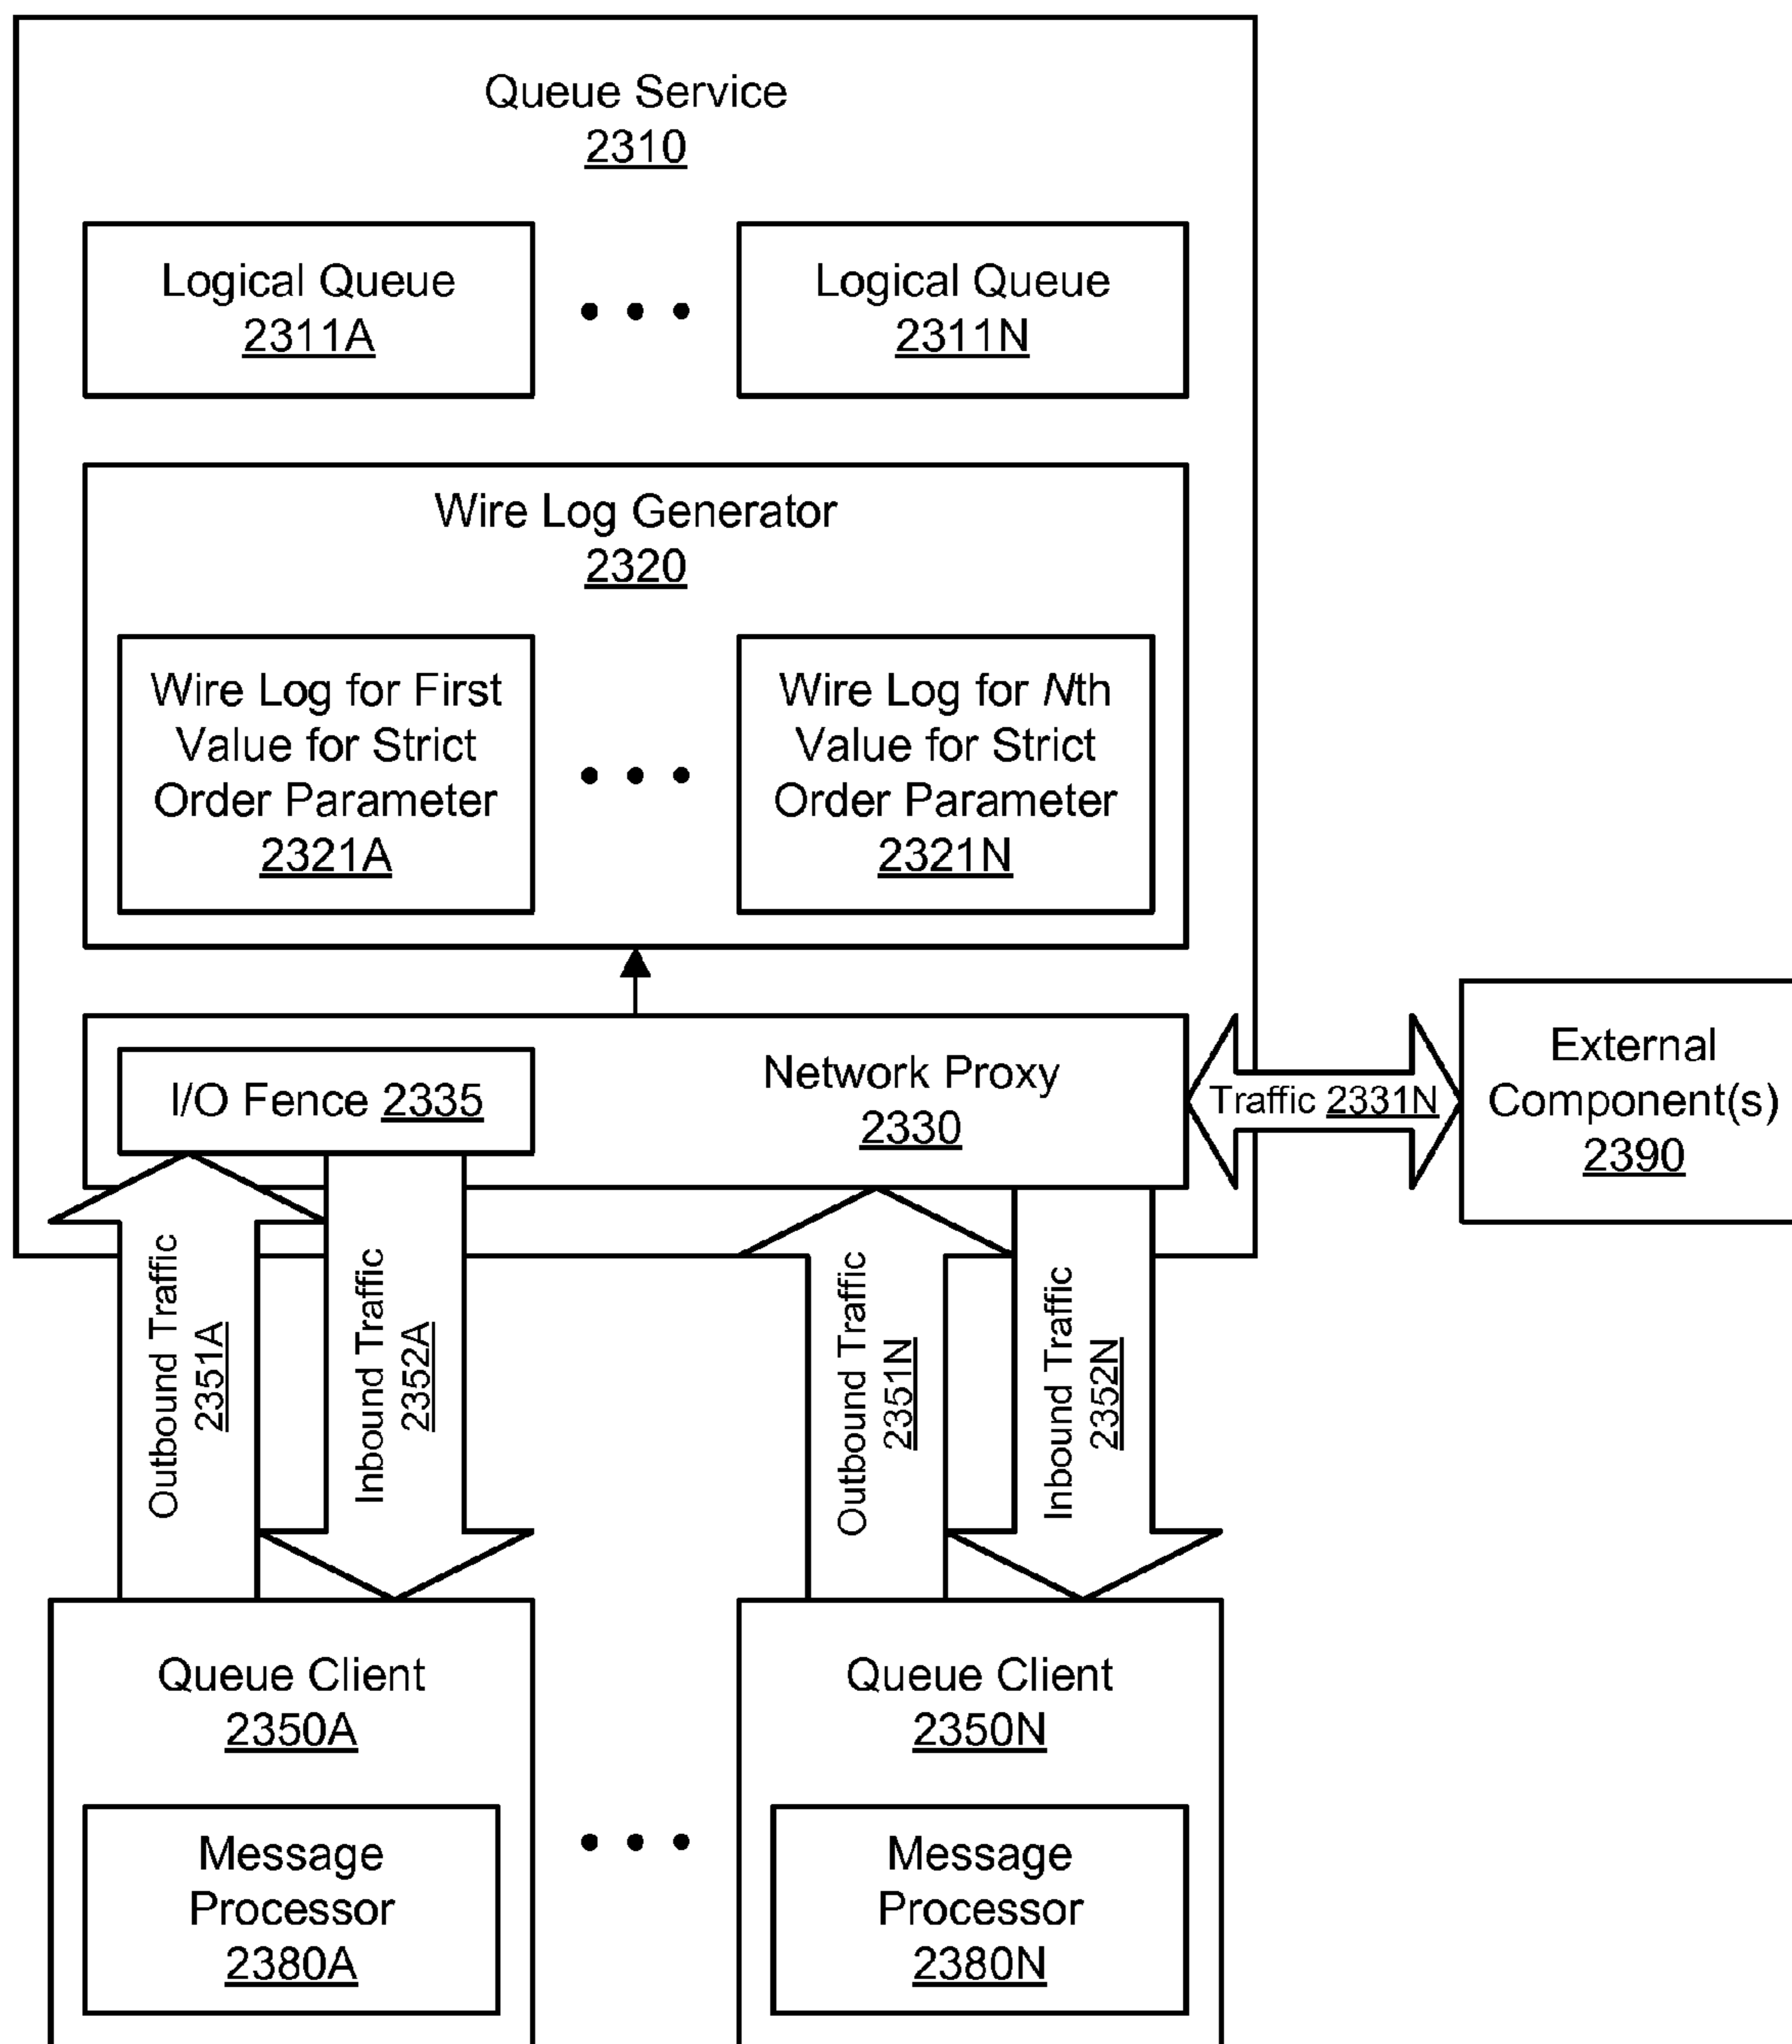 Queue Service
2310
Logical Queue
2311A
Logical Queue
2311N
Wire Log Generator
2320
Wire Log for First
Value for Strict
Order Parameter
2321A
Wire Log for Nth
Value for Strict
Order Parameter
2321N
I/O Fence 2335
Network Proxy
2330
Traffic 2331N
External
Component(s)
2390
Outbound Traffic
2351A
Inbound Traffic
2352A
Outbound Traffic
2351N
Inbound Traffic
2352N
Queue Client
2350A
Message
Processor
2380A
Queue Client
2350N
Message
Processor
2380N